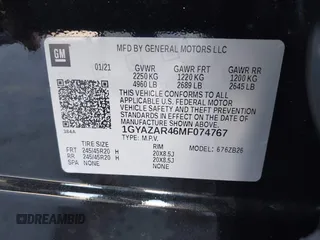 GM
MFD BY GENERAL MOTORS LLC
01/21
GVWR GAWR FRT GAWR RR
2250 KG 1220 KG 1200 KG
4960 LB 2689 LB 2645 LB
THIS VEHICLE CONFORMS TO ALL APPLICABLE U.S. FEDERAL MOTOR VEHICLE SAFETY AND THEFT PREVENTION STANDARDS IN EFFECT ON THE DATE OF MANUFACTURE SHOWN ABOVE.
1GYAZAR46MF074767
TYPE: M.P.V. MODEL: 6ZB26
TIRE SIZE RIM
FRT 245/45R20 H 20X8.5J
RR 245/45R20 H 20X8.5J
SPA NONE NONE
DREAMBID